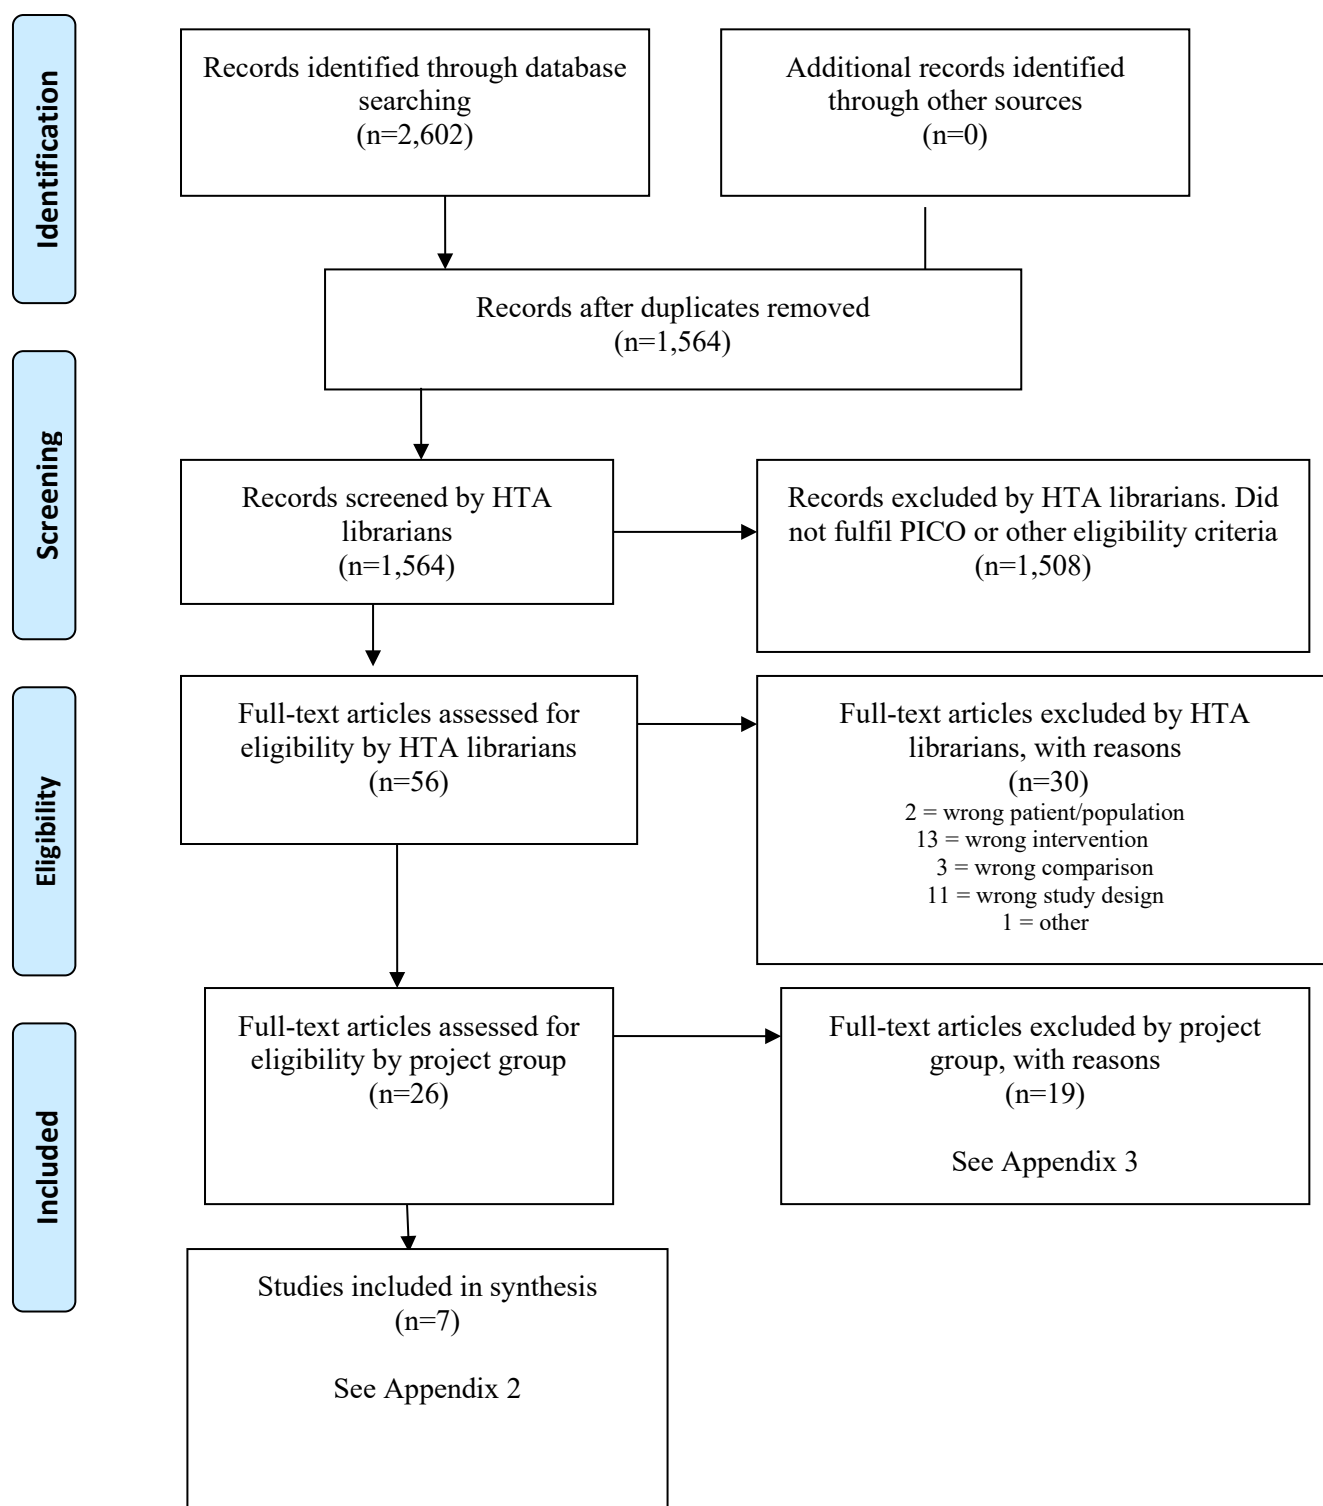 Identification
Records identified through database
searching
(n=2,602)
Additional records identified
through other sources
(n=0)
Records after duplicates removed
(n=1,564)
Screening
Records screened by HTA
librarians
(n=1,564)
Records excluded by HTA librarians. Did
not fulfil PICO or other eligibility criteria
(n=1,508)
Eligibility
Full-text articles assessed for
eligibility by HTA librarians
(n=56)
Full-text articles excluded by HTA
librarians, with reasons
(n=30)
2 = wrong patient/population
13 = wrong intervention
3 = wrong comparison
11 = wrong study design
1 = other
Included
Full-text articles assessed for
eligibility by project group
(n=26)
Full-text articles excluded by project
group, with reasons
(n=19)
See Appendix 3
Studies included in synthesis
(n=7)
See Appendix 2